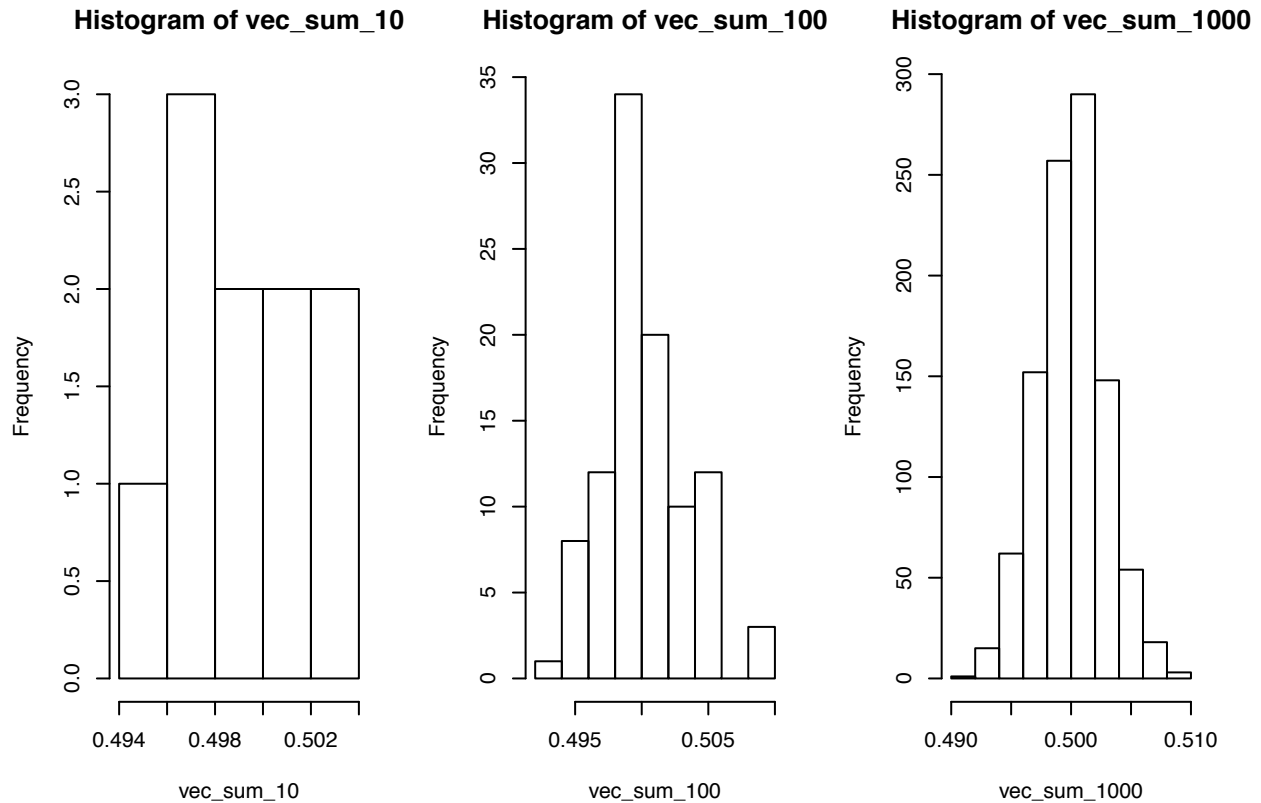 Histogram of vec_sum_10
Frequency
3.0
2.5
2.0
1.5
1.0
0.5
0.0
0.494 0.498 0.502
vec_sum_10
Histogram of vec_sum_100
Frequency
35
30
25
20
15
10
5
0
0.495 0.505
vec_sum_100
Histogram of vec_sum_1000
Frequency
300
250
200
150
100
50
0
0.490 0.500 0.510
vec_sum_1000